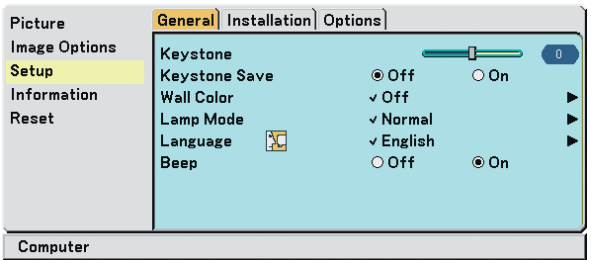 Picture
Image Options
Setup
Information
Reset
General Installation Options
Keystone 0
Keystone Save Off On
Wall Color ✓ Off ▶
Lamp Mode ✓ Normal ▶
Language ✓ English ▶
Beep Off On
Computer